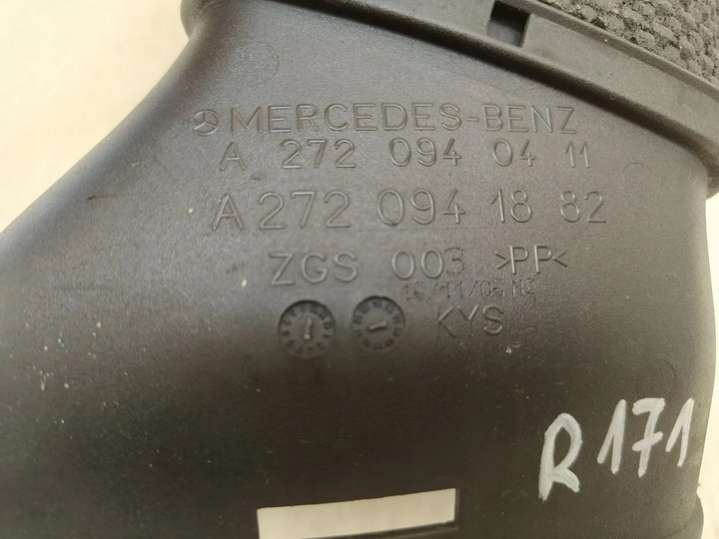 MERCEDES-BENZ
A 272 094 04 11
A 272 094 18 82
ZGS 003 >PP<
KYS
R171